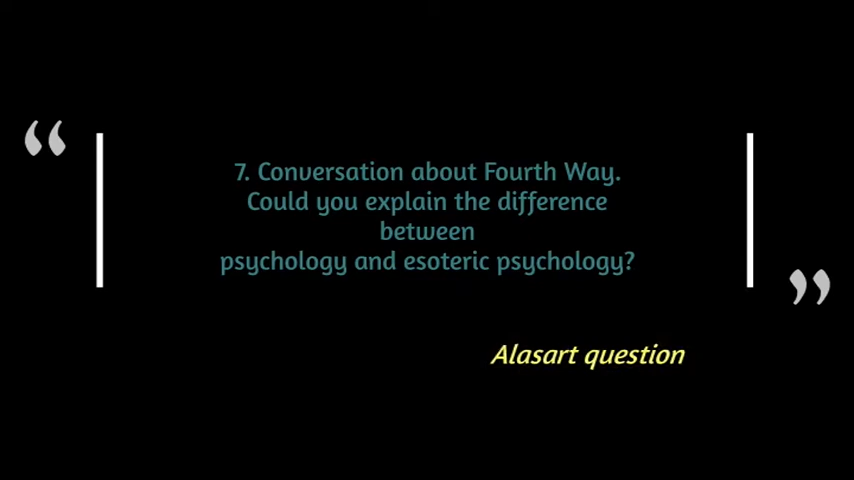 “
7. Conversation about Fourth Way.
Could you explain the difference
between
psychology and esoteric psychology?
”
Alasart question